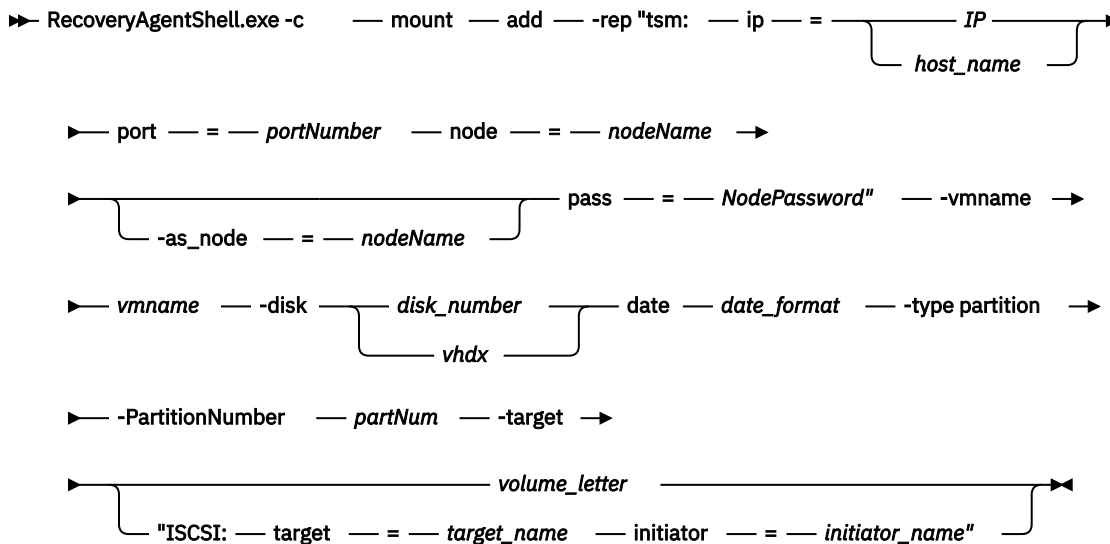 RecoveryAgentShell.exe -c mount add -rep "tsm: ip = IP
host_name
port = portNumber node = nodeName
pass = NodePassword" -vmname
-as_node = nodeName
vmname -disk disk_number date date_format -type partition
vhdx
-PartitionNumber partNum -target
volume_letter
"ISCSI: target = target_name initiator = initiator_name"